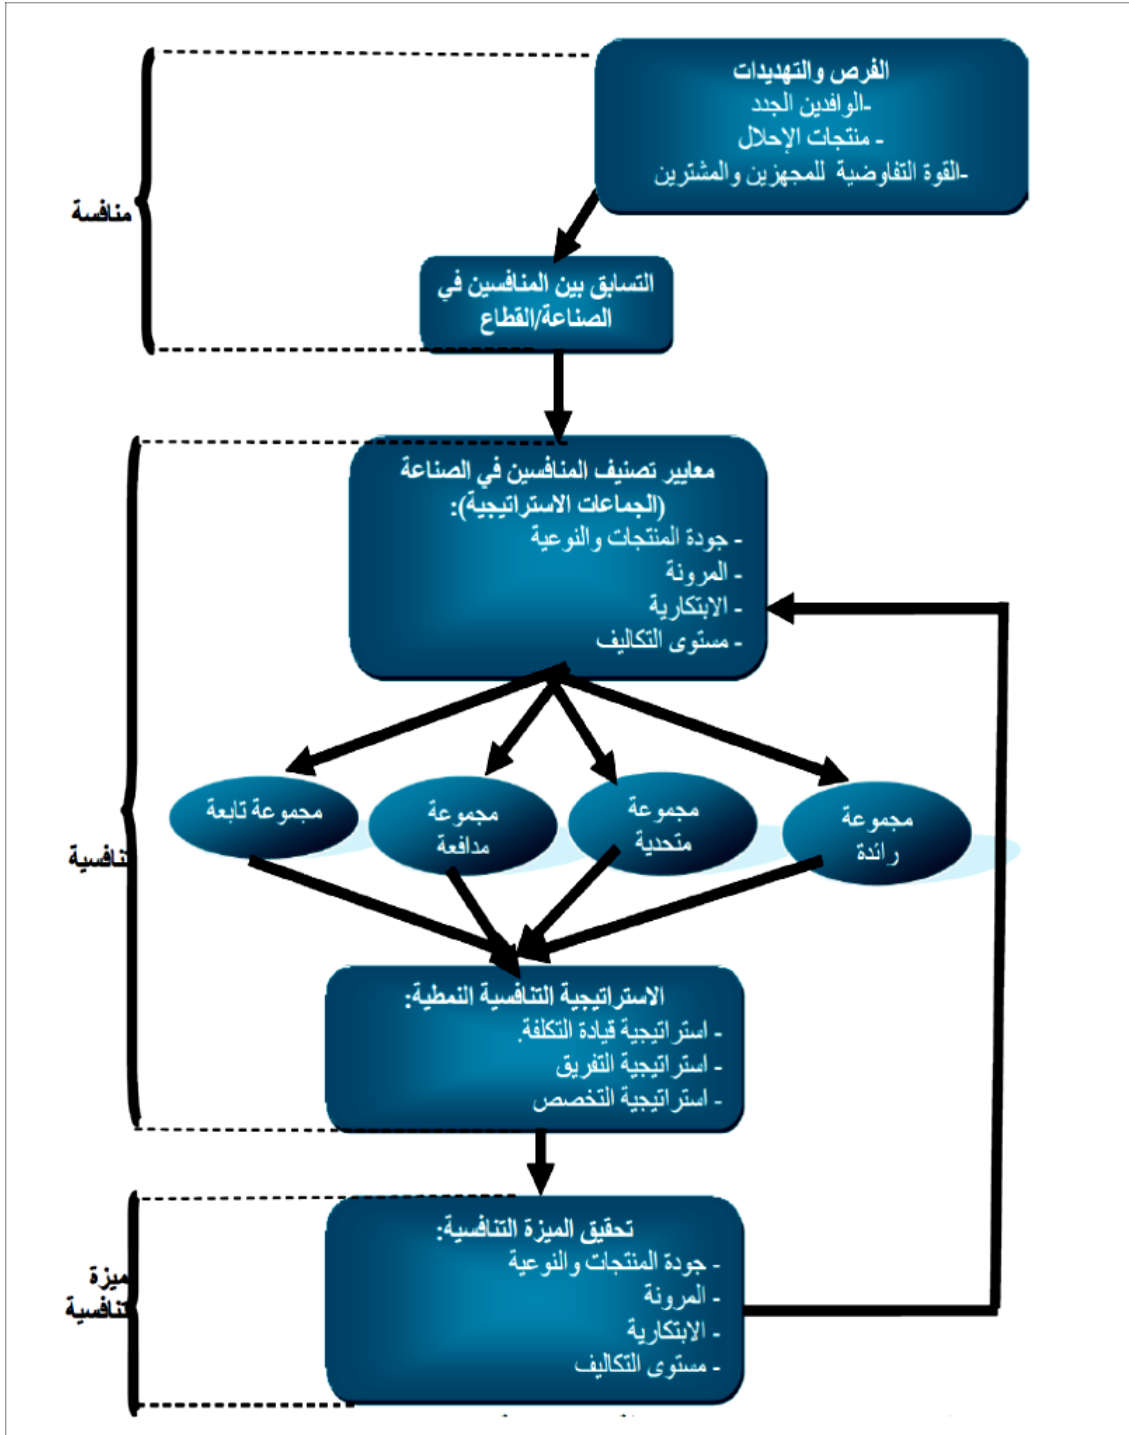 الفرص والتهديدات
-الوافدين الجدد
- منتجات الإحلال
-القوة التفاوضية للمجهزين والمشترين
منافسة
التسابق بين المنافسين في
الصناعة/القطاع
معايير تصنيف المنافسين في الصناعة
(الجماعات الاستراتيجية):
- جودة المنتجات والنوعية
- المرونة
- الابتكارية
- مستوى التكاليف
مجموعة
رائدة
مجموعة
متحدية
مجموعة
مدافعة
مجموعة تابعة
تنافسية
الاستراتيجية التنافسية النمطية:
- استراتيجية قيادة التكلفة.
- استراتيجية التفريق
- استراتيجية التخصص
تحقيق الميزة التنافسية:
- جودة المنتجات والنوعية
- المرونة
- الابتكارية
- مستوى التكاليف
ميزة
تنافسية